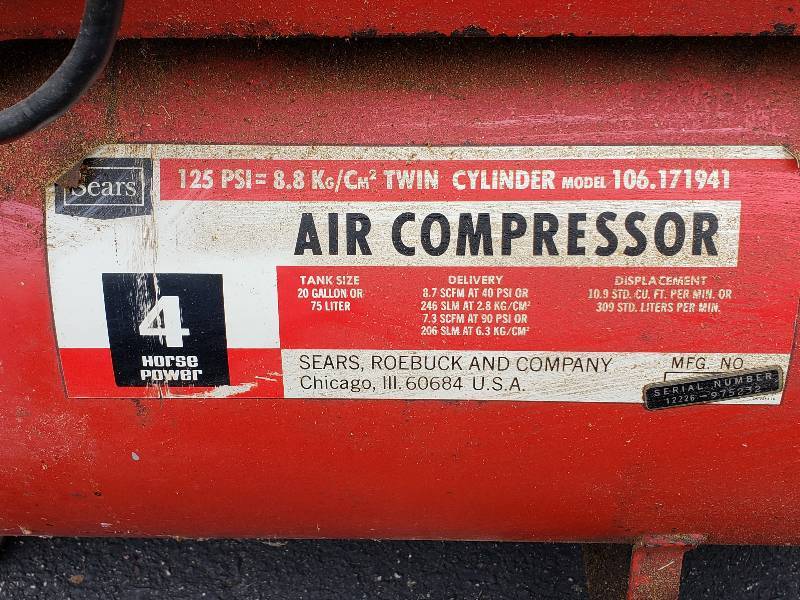 Sears
125 PSI = 8.8 KG/CM² TWIN CYLINDER MODEL 106.171941
AIR COMPRESSOR
4
HORSE
POWER
TANK SIZE
20 GALLON OR
75 LITER
DELIVERY
8.7 SCFM AT 40 PSI OR
246 SLM AT 2.8 KG/CM²
7.3 SCFM AT 90 PSI OR
206 SLM AT 6.3 KG/CM²
DISPLACEMENT
10.9 STD. CU. FT. PER MIN. OR
309 STD. LITERS PER MIN.
SEARS, ROEBUCK AND COMPANY
Chicago, Ill. 60684 U.S.A.
MFG. NO.
SERIAL NUMBER